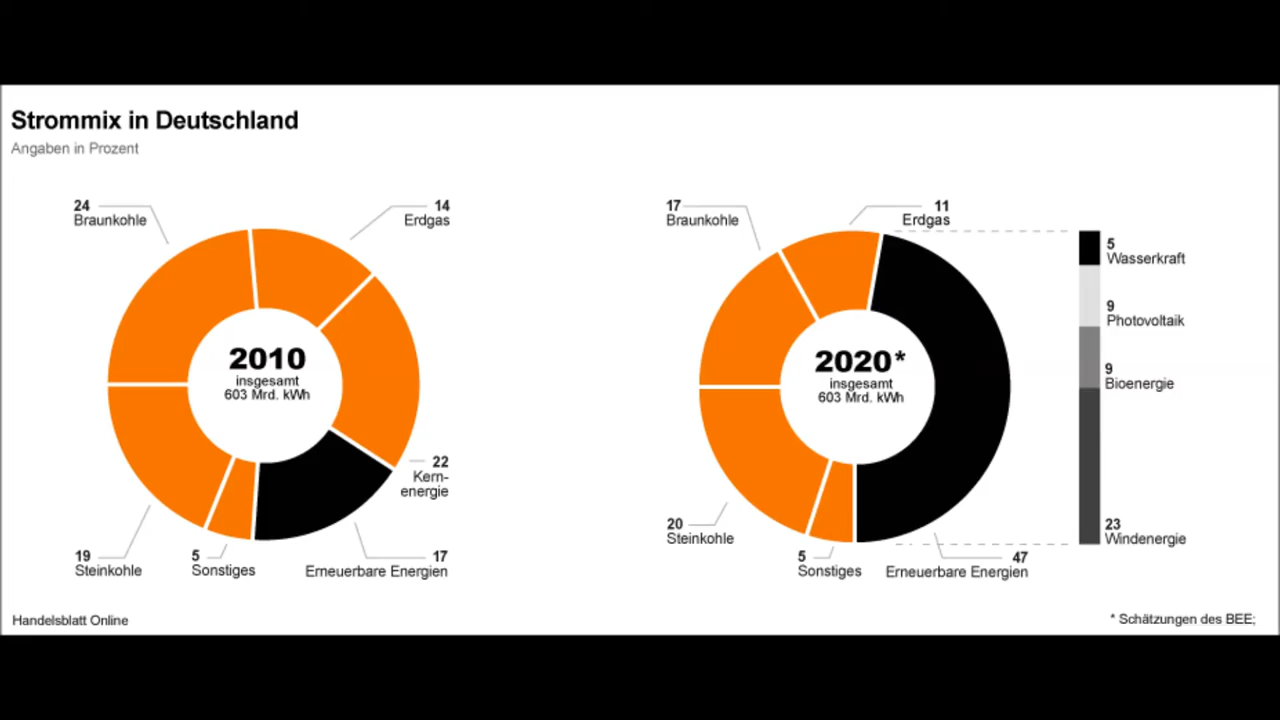 Strommix in Deutschland
Angaben in Prozent
24
Braunkohle
14
Erdgas
2010
insgesamt
603 Mrd. kWh
22
Kern-
energie
19
Steinkohle
5
Sonstiges
17
Erneuerbare Energien
17
Braunkohle
11
Erdgas
2020*
insgesamt
603 Mrd. kWh
20
Steinkohle
5
Sonstiges
47
Erneuerbare Energien
5
Wasserkraft
9
Photovoltaik
9
Bioenergie
23
Windenergie
Handelsblatt Online
* Schätzungen des BEE;